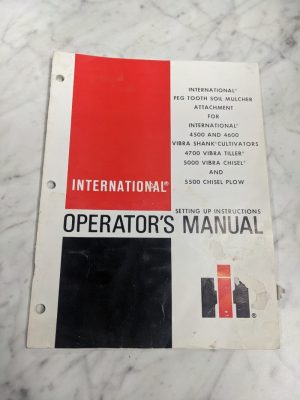 INTERNATIONAL®
PEG TOOTH SOIL MULCHER
ATTACHMENT
FOR
INTERNATIONAL®
4500 AND 4600
VIBRA SHANK® CULTIVATORS
4700 VIBRA TILLER®
5000 VIBRA CHISEL®
AND
5500 CHISEL PLOW
INTERNATIONAL®
SETTING UP INSTRUCTIONS
OPERATOR'S MANUAL
IH®